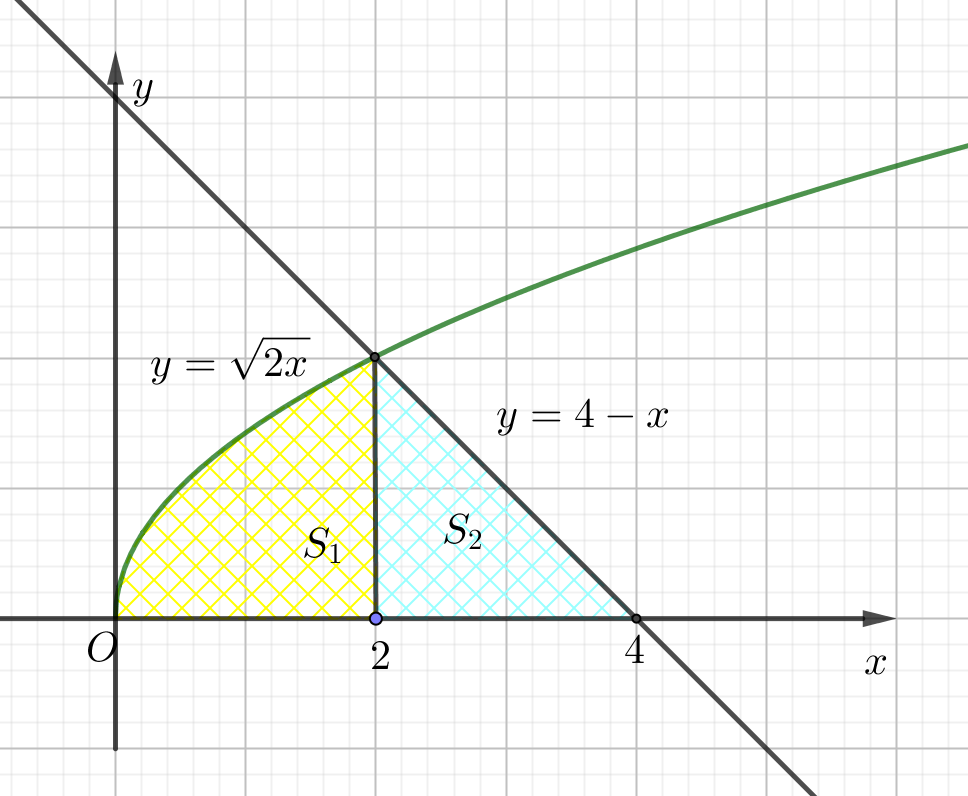 y
y = √2x
y = 4 − x
S₁
S₂
O
2
4
x